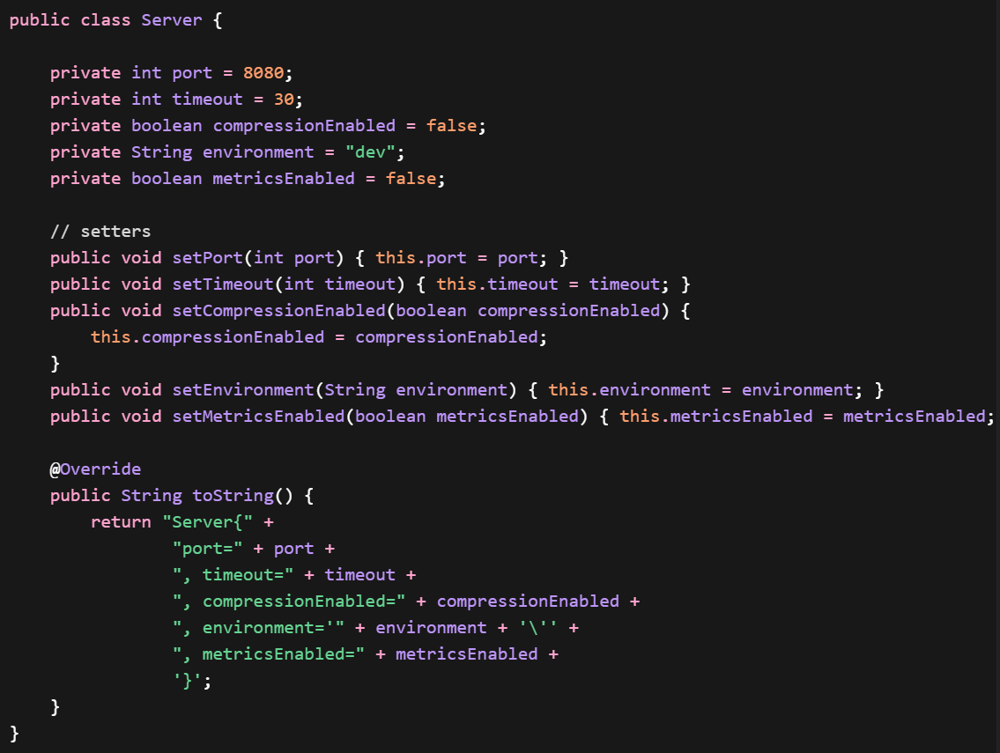 public class Server {
    private int port = 8080;
    private int timeout = 30;
    private boolean compressionEnabled = false;
    private String environment = "dev";
    private boolean metricsEnabled = false;
    // setters
    public void setPort(int port) { this.port = port; }
    public void setTimeout(int timeout) { this.timeout = timeout; }
    public void setCompressionEnabled(boolean compressionEnabled) {
        this.compressionEnabled = compressionEnabled;
    }
    public void setEnvironment(String environment) { this.environment = environment; }
    public void setMetricsEnabled(boolean metricsEnabled) { this.metricsEnabled = metricsEnabled;
    @Override
    public String toString() {
        return "Server{" +
                "port=" + port +
                ", timeout=" + timeout +
                ", compressionEnabled=" + compressionEnabled +
                ", environment='" + environment + '\'' +
                ", metricsEnabled=" + metricsEnabled +
                '}';
    }
}